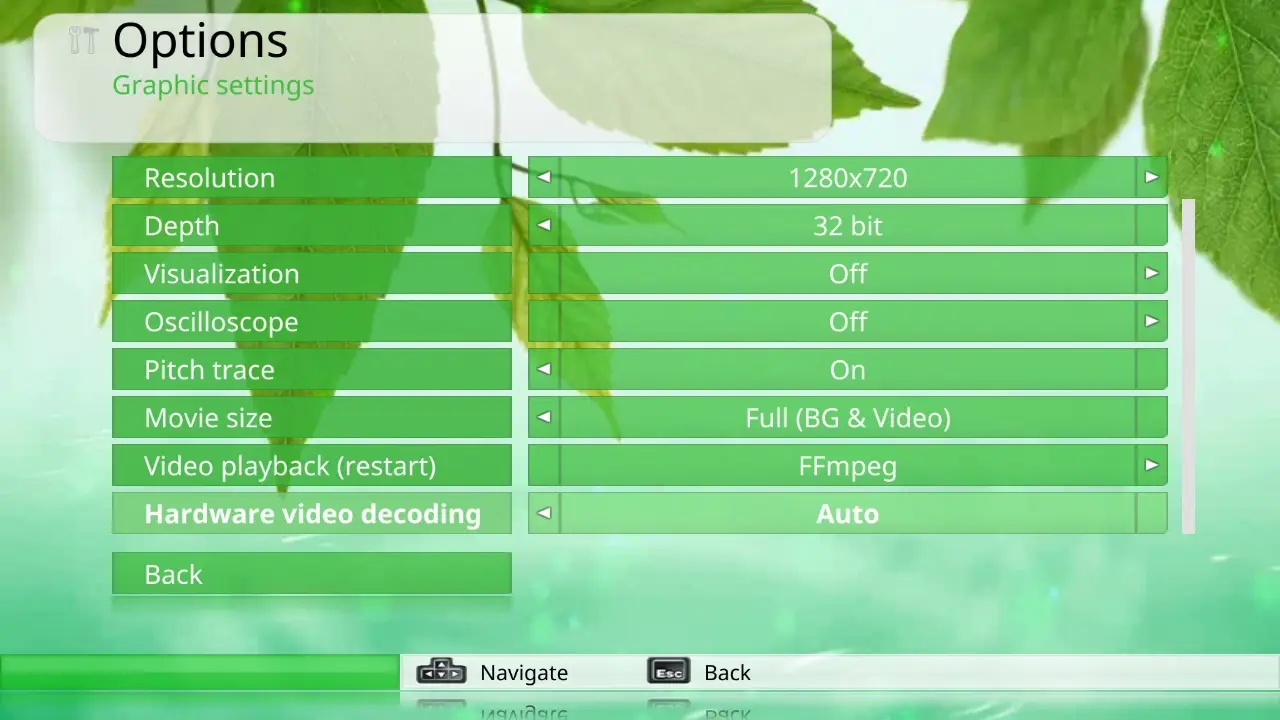 Options
Graphic settings
Resolution 1280x720
Depth 32 bit
Visualization Off
Oscilloscope Off
Pitch trace On
Movie size Full (BG & Video)
Video playback (restart) FFmpeg
Hardware video decoding Auto
Back
Navigate Esc Back